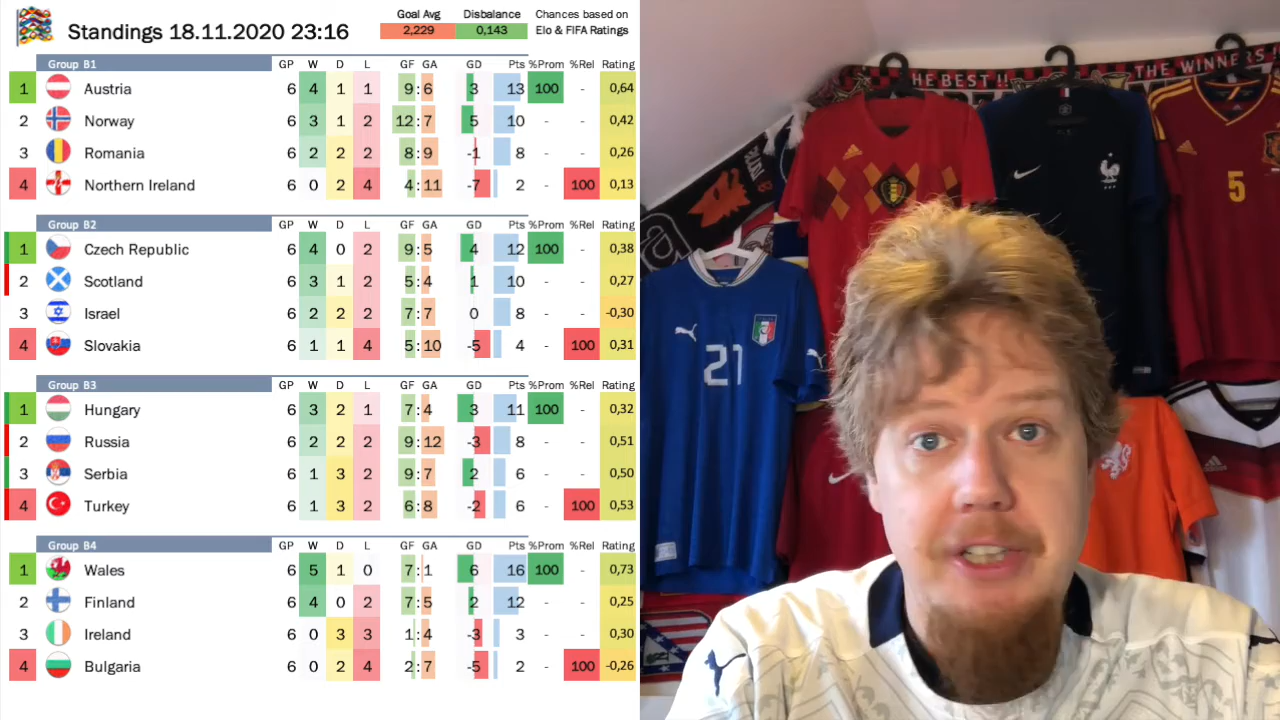 Standings 18.11.2020 23:16
Goal Avg Disbalance Chances based on
2,229 0,143 Elo & FIFA Ratings
Group B1 GP W D L GF GA GD Pts %Prom %Rel Rating
1 Austria 6 4 1 1 9:6 3 13 100 - 0,64
2 Norway 6 3 1 2 12:7 5 10 - - 0,42
3 Romania 6 2 2 2 8:9 -1 8 - - 0,26
4 Northern Ireland 6 0 2 4 4:11 -7 2 - 100 0,13
Group B2 GP W D L GF GA GD Pts %Prom %Rel Rating
1 Czech Republic 6 4 0 2 9:5 4 12 100 - 0,38
2 Scotland 6 3 1 2 5:4 1 10 - - 0,27
3 Israel 6 2 2 2 7:7 0 8 - - -0,30
4 Slovakia 6 1 1 4 5:10 -5 4 - 100 0,31
Group B3 GP W D L GF GA GD Pts %Prom %Rel Rating
1 Hungary 6 3 2 1 7:4 3 11 100 - 0,32
2 Russia 6 2 2 2 9:12 -3 8 - - 0,51
3 Serbia 6 1 3 2 9:7 2 6 - - 0,50
4 Turkey 6 1 3 2 6:8 -2 6 - 100 0,53
Group B4 GP W D L GF GA GD Pts %Prom %Rel Rating
1 Wales 6 5 1 0 7:1 6 16 100 - 0,73
2 Finland 6 4 0 2 7:5 2 12 - - 0,25
3 Ireland 6 0 3 3 1:4 -3 3 - - 0,30
4 Bulgaria 6 0 2 4 2:7 -5 2 - 100 -0,26
HE BEST !!
THE WINNERS
5
21